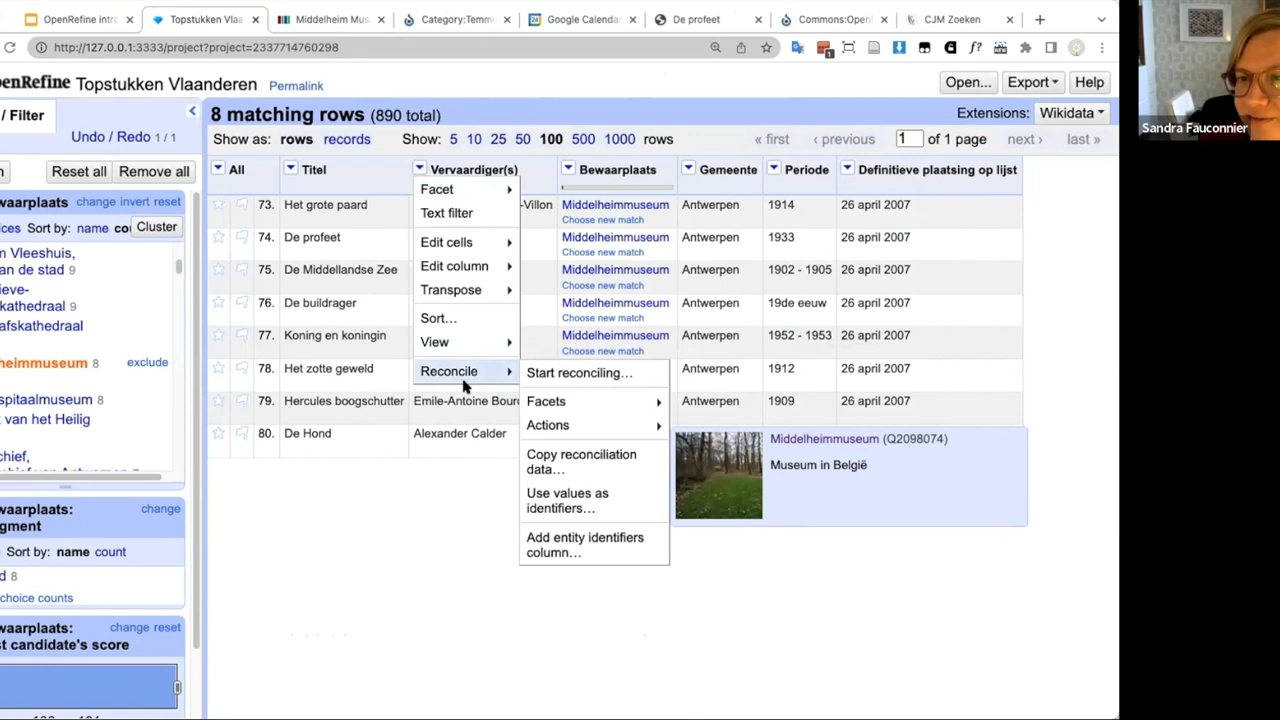 OpenRefine intro
Topstukken Vlaa
Middelheim Mus
Category:Temm
Google Calenda
De profeet
Commons:Open
CJM Zoeken
http://127.0.0.1:3333/project?project=2337714760298
penRefine Topstukken Vlaanderen Permalink
Open...
Export
Help
/ Filter
Undo / Redo 1 / 1
Reset all
Remove all
8 matching rows (890 total)
Extensions: Wikidata
Show as: rows records Show: 5 10 25 50 100 500 1000 rows
« first ‹ previous 1 of 1 page next › last »
All Titel Vervaardiger(s) Bewaarplaats Gemeente Periode Definitieve plaatsing op lijst
73. Het grote paard -Villon Middelheimmuseum Antwerpen 1914 26 april 2007
Choose new match
74. De profeet Middelheimmuseum Antwerpen 1933 26 april 2007
Choose new match
75. De Middellandse Zee Middelheimmuseum Antwerpen 1902 - 1905 26 april 2007
Choose new match
76. De buildrager Middelheimmuseum Antwerpen 19de eeuw 26 april 2007
Choose new match
77. Koning en koningin Middelheimmuseum Antwerpen 1952 - 1953 26 april 2007
Choose new match
78. Het zotte geweld Antwerpen 1912 26 april 2007
79. Hercules boogschutter Emile-Antoine Bourd Antwerpen 1909 26 april 2007
80. De Hond Alexander Calder
Facet
Text filter
Edit cells
Edit column
Transpose
Sort...
View
Reconcile
Start reconciling...
Facets
Actions
Copy reconciliation
data...
Use values as
identifiers...
Add entity identifiers
column...
Middelheimmuseum (Q2098074)
Museum in België
waarplaats change invert reset
ices Sort by: name cou Cluster
m Vleeshuis,
an de stad 9
ieve-
kathedraal 9
afskathedraal
heimmuseum 8 exclude
spitaalmuseum 8
k van het Heilig
chief,
waarplaats: change
gment
Sort by: name count
d 8
choice counts
waarplaats: change reset
st candidate's score
Sandra Fauconnier